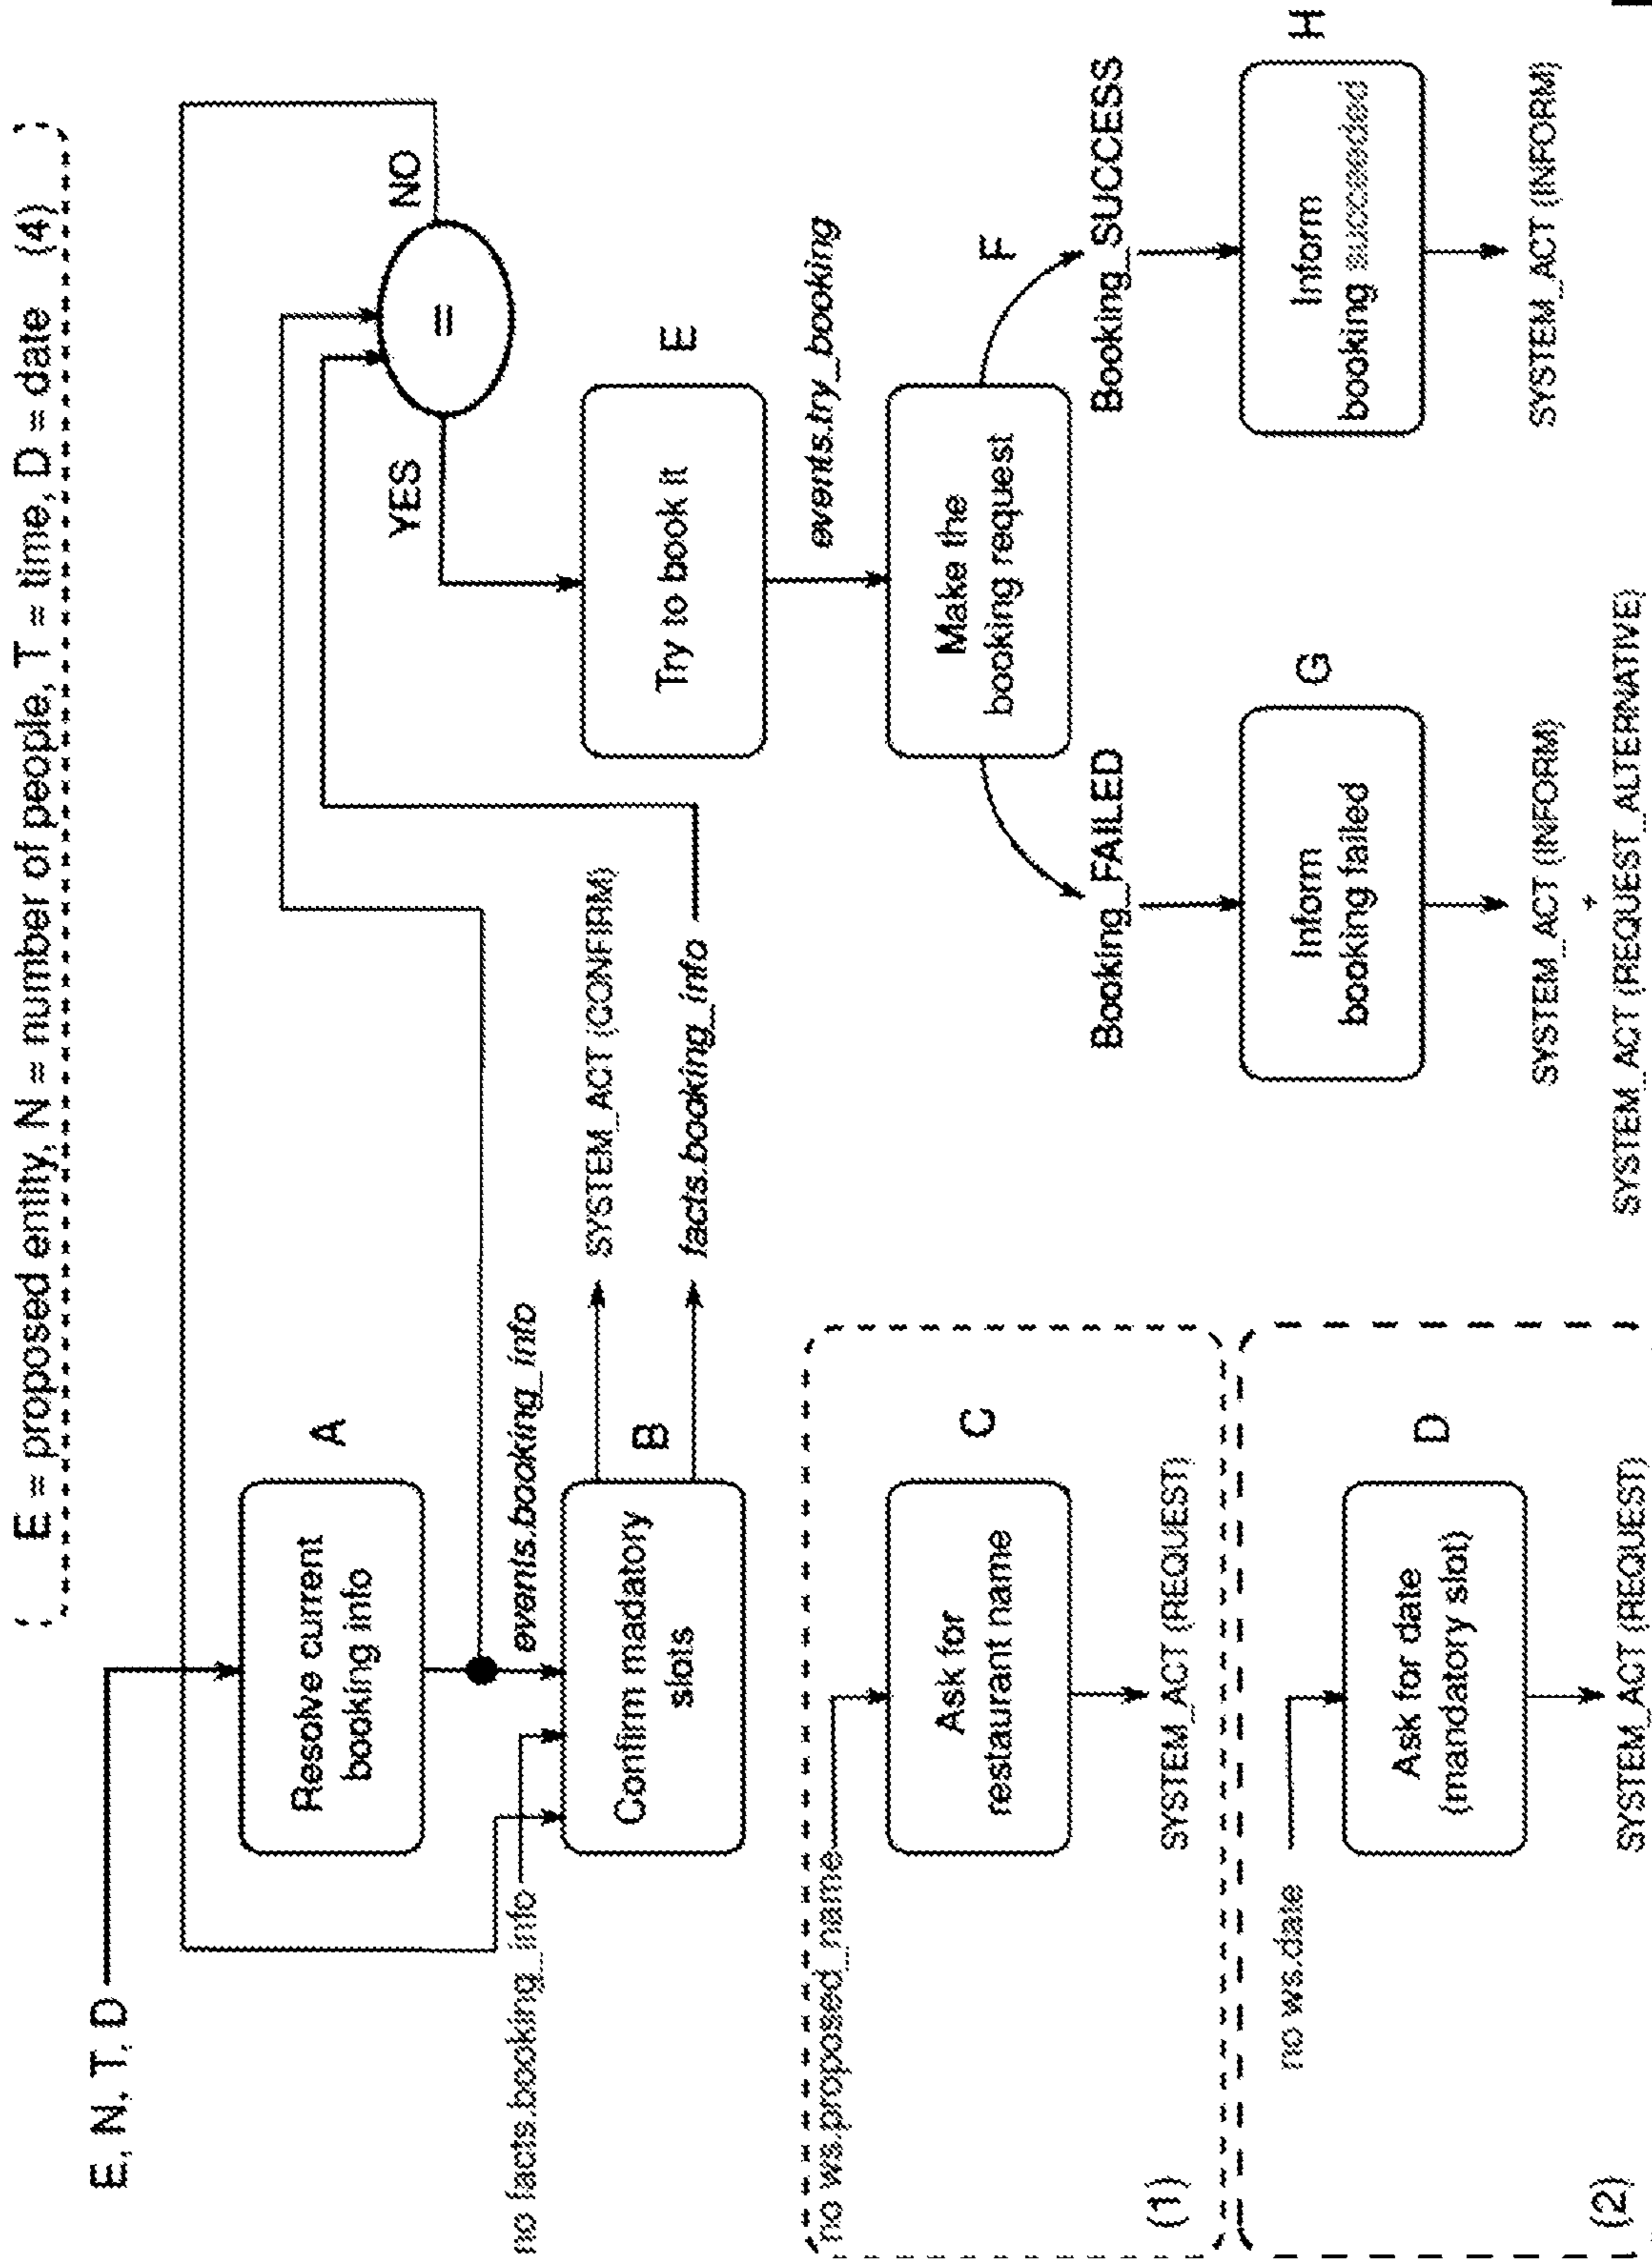 E = proposed entity, N = number of people, T = time, D = date (4)
E, N, T, D
Resolve current
booking info
A
NO
=
YES
events.booking_info
no facts.booking_info
Confirm madatory
slots
B
SYSTEM_ACT (CONFIRM)
facts.booking_info
Try to book it
E
events.try_booking
no ws.proposed_name
Ask for
restaurant name
C
SYSTEM_ACT (REQUEST)
(1)
Make the
booking request
F
Booking_FAILED
Booking_SUCCESS
no ws.date
Ask for date
(mandatory slot)
D
SYSTEM_ACT (REQUEST)
(2)
Inform
booking failed
G
SYSTEM_ACT (INFORM)
+
SYSTEM_ACT (REQUEST_ALTERNATIVE)
Inform
booking succeeded
H
SYSTEM_ACT (INFORM)